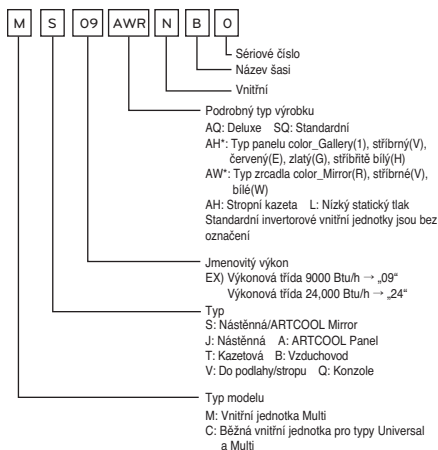 M S 09 AWR N B 0
Sériové číslo
Název šasi
Vnitřní
Podrobný typ výrobku
AQ: Deluxe SQ: Standardní
AH*: Typ panelu color_Gallery(1), stříbrný(V),
červený(E), zlatý(G), stříbřitě bílý(H)
AW*: Typ zrcadla color_Mirror(R), stříbrné(V),
bílé(W)
AH: Stropní kazeta L: Nízký statický tlak
Standardní invertorové vnitřní jednotky jsou bez
označení
Jmenovitý výkon
EX) Výkonová třída 9000 Btu/h → „09“
Výkonová třída 24,000 Btu/h → „24“
Typ
S: Nástěnná/ARTCOOL Mirror
J: Nástěnná A: ARTCOOL Panel
T: Kazetová B: Vzduchovod
V: Do podlahy/stropu Q: Konzole
Typ modelu
M: Vnitřní jednotka Multi
C: Běžná vnitřní jednotka pro typy Universal
a Multi